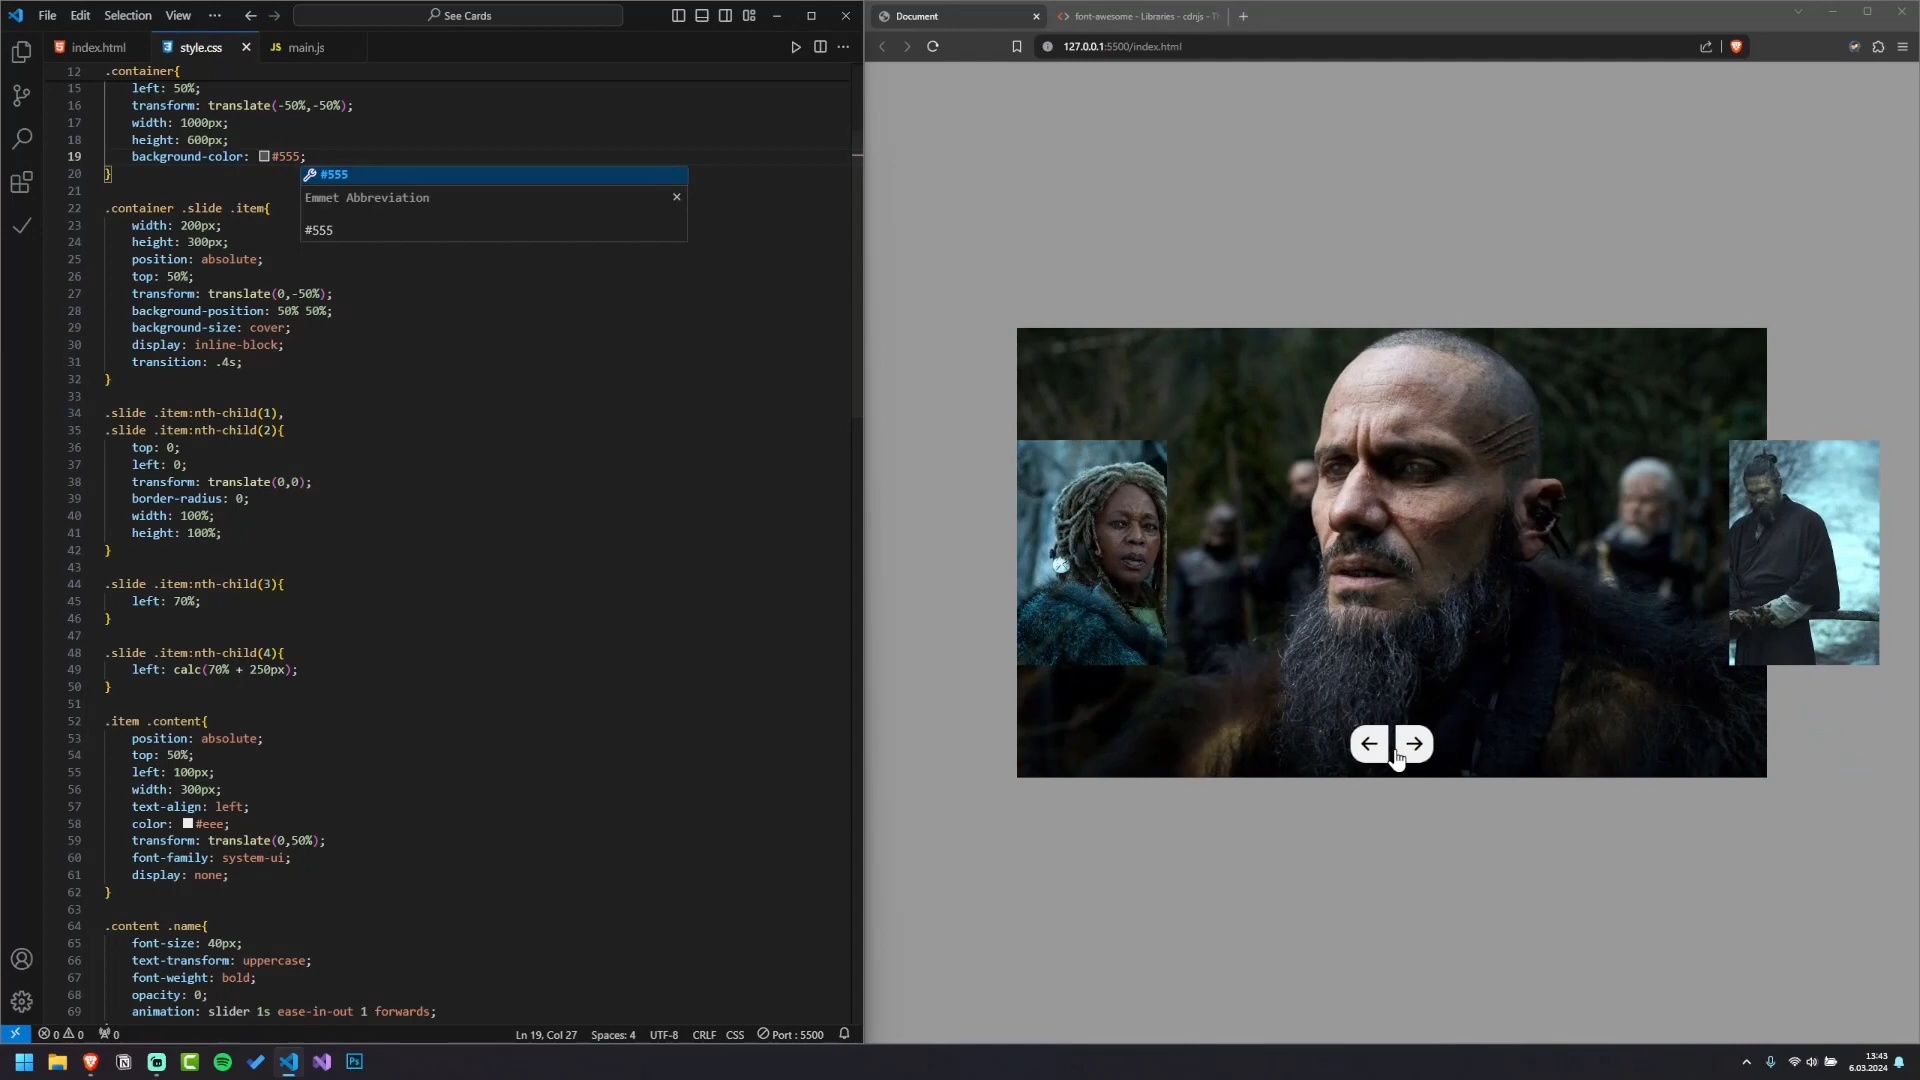 File Edit Selection View ··· See Cards
index.html style.css main.js
12 .container{
15 left: 50%;
16 transform: translate(-50%,-50%);
17 width: 1000px;
18 height: 600px;
19 background-color: #555;
20 }
#555
Emmet Abbreviation
#555
21
22 .container .slide .item{
23 width: 200px;
24 height: 300px;
25 position: absolute;
26 top: 50%;
27 transform: translate(0,-50%);
28 background-position: 50% 50%;
29 background-size: cover;
30 display: inline-block;
31 transition: .4s;
32 }
33
34 .slide .item:nth-child(1),
35 .slide .item:nth-child(2){
36 top: 0;
37 left: 0;
38 transform: translate(0,0);
39 border-radius: 0;
40 width: 100%;
41 height: 100%;
42 }
43
44 .slide .item:nth-child(3){
45 left: 70%;
46 }
47
48 .slide .item:nth-child(4){
49 left: calc(70% + 250px);
50 }
51
52 .item .content{
53 position: absolute;
54 top: 50%;
55 left: 100px;
56 width: 300px;
57 text-align: left;
58 color: #eee;
59 transform: translate(0,50%);
60 font-family: system-ui;
61 display: none;
62 }
63
64 .content .name{
65 font-size: 40px;
66 text-transform: uppercase;
67 font-weight: bold;
68 opacity: 0;
69 animation: slider 1s ease-in-out 1 forwards;
0 0 0 Ln 19, Col 27 Spaces: 4 UTF-8 CRLF CSS Port : 5500
Document font-awesome - Libraries - cdnjs - Th
127.0.0.1:5500/index.html
Ps
13:43
6.03.2024